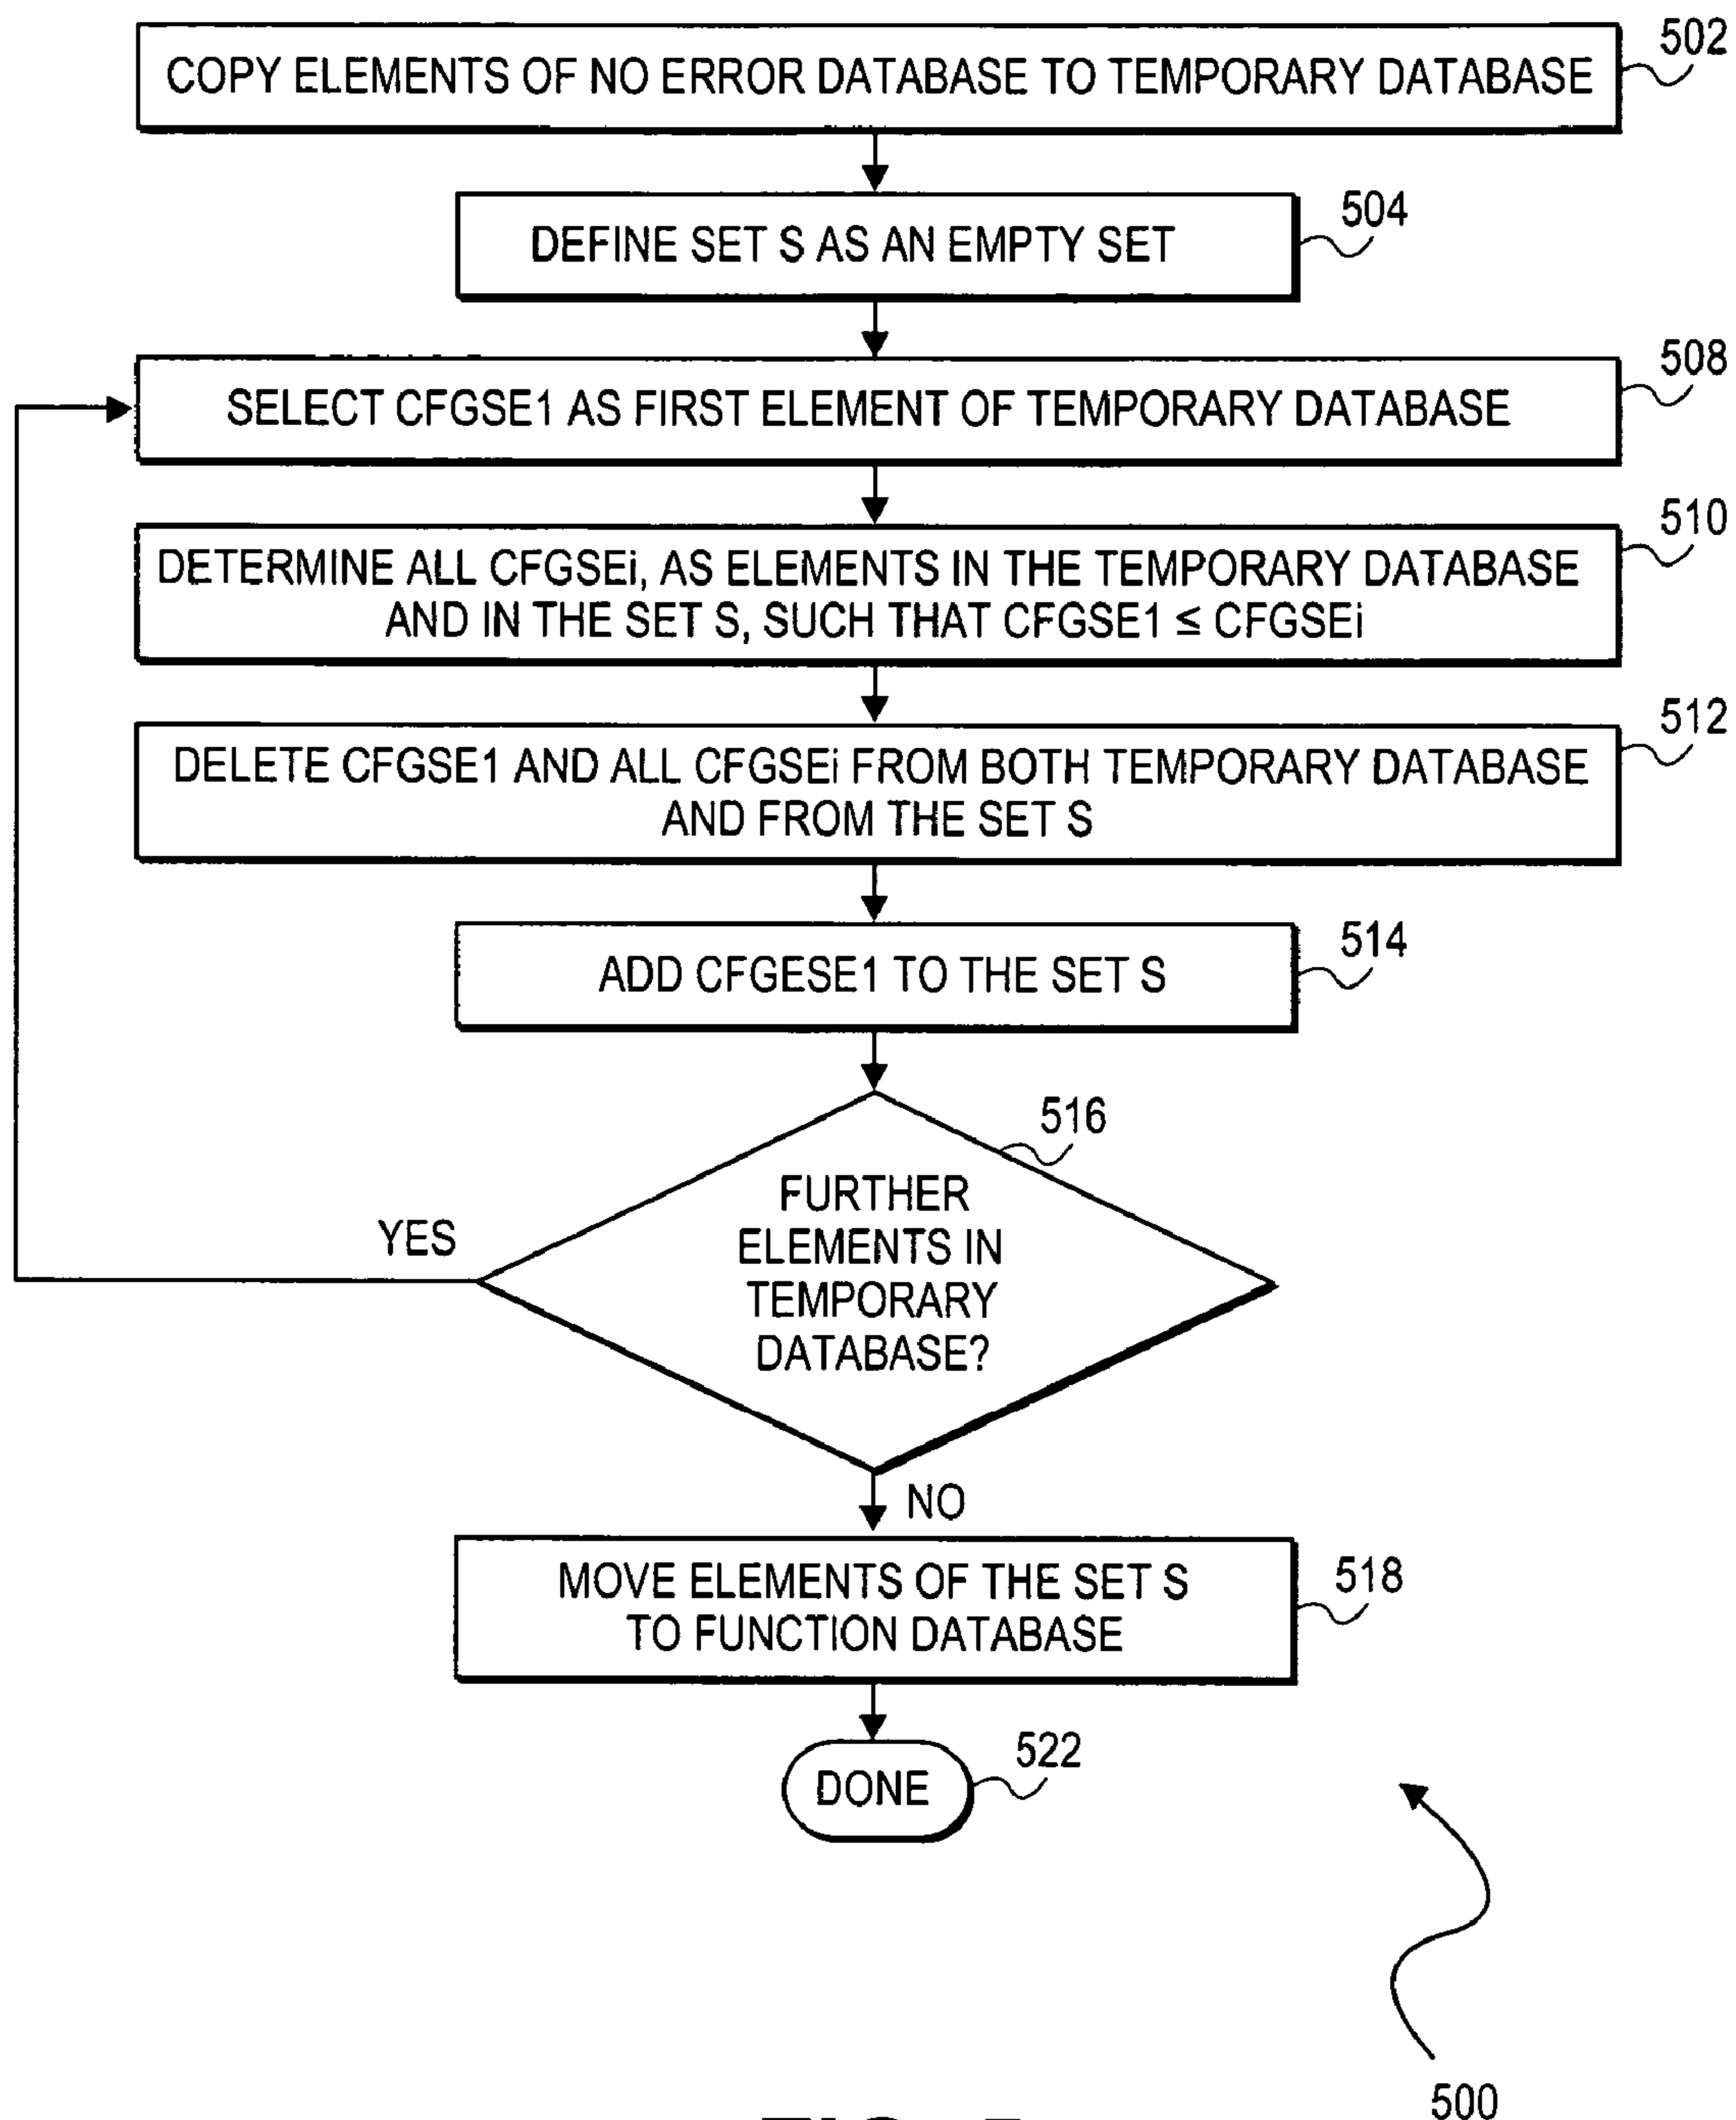 502
COPY ELEMENTS OF NO ERROR DATABASE TO TEMPORARY DATABASE
504
DEFINE SET S AS AN EMPTY SET
508
SELECT CFGSE1 AS FIRST ELEMENT OF TEMPORARY DATABASE
510
DETERMINE ALL CFGSEi, AS ELEMENTS IN THE TEMPORARY DATABASE
AND IN THE SET S, SUCH THAT CFGSE1 ≤ CFGSEi
512
DELETE CFGSE1 AND ALL CFGSEi FROM BOTH TEMPORARY DATABASE
AND FROM THE SET S
514
ADD CFGESE1 TO THE SET S
516
FURTHER
ELEMENTS IN
TEMPORARY
DATABASE?
YES
NO
518
MOVE ELEMENTS OF THE SET S
TO FUNCTION DATABASE
522
DONE
500